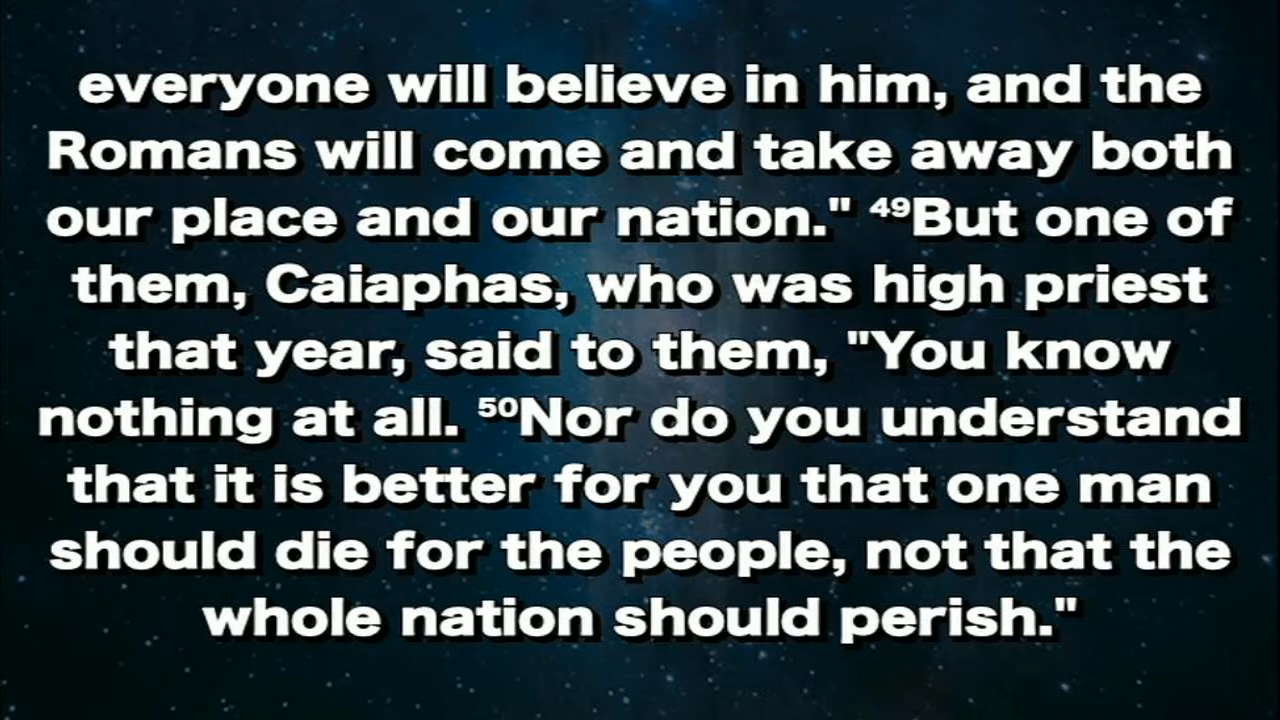 everyone will believe in him, and the
Romans will come and take away both
our place and our nation." ⁴⁹But one of
them, Caiaphas, who was high priest
that year, said to them, "You know
nothing at all. ⁵⁰Nor do you understand
that it is better for you that one man
should die for the people, not that the
whole nation should perish."